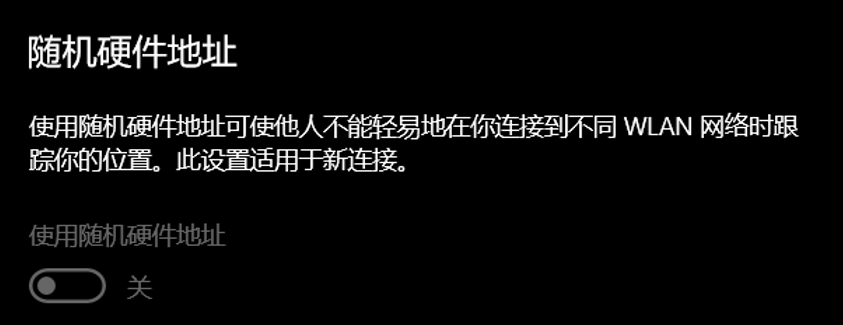 随机硬件地址
使用随机硬件地址可使他人不能轻易地在你连接到不同 WLAN 网络时跟
踪你的位置。此设置适用于新连接。
使用随机硬件地址
关